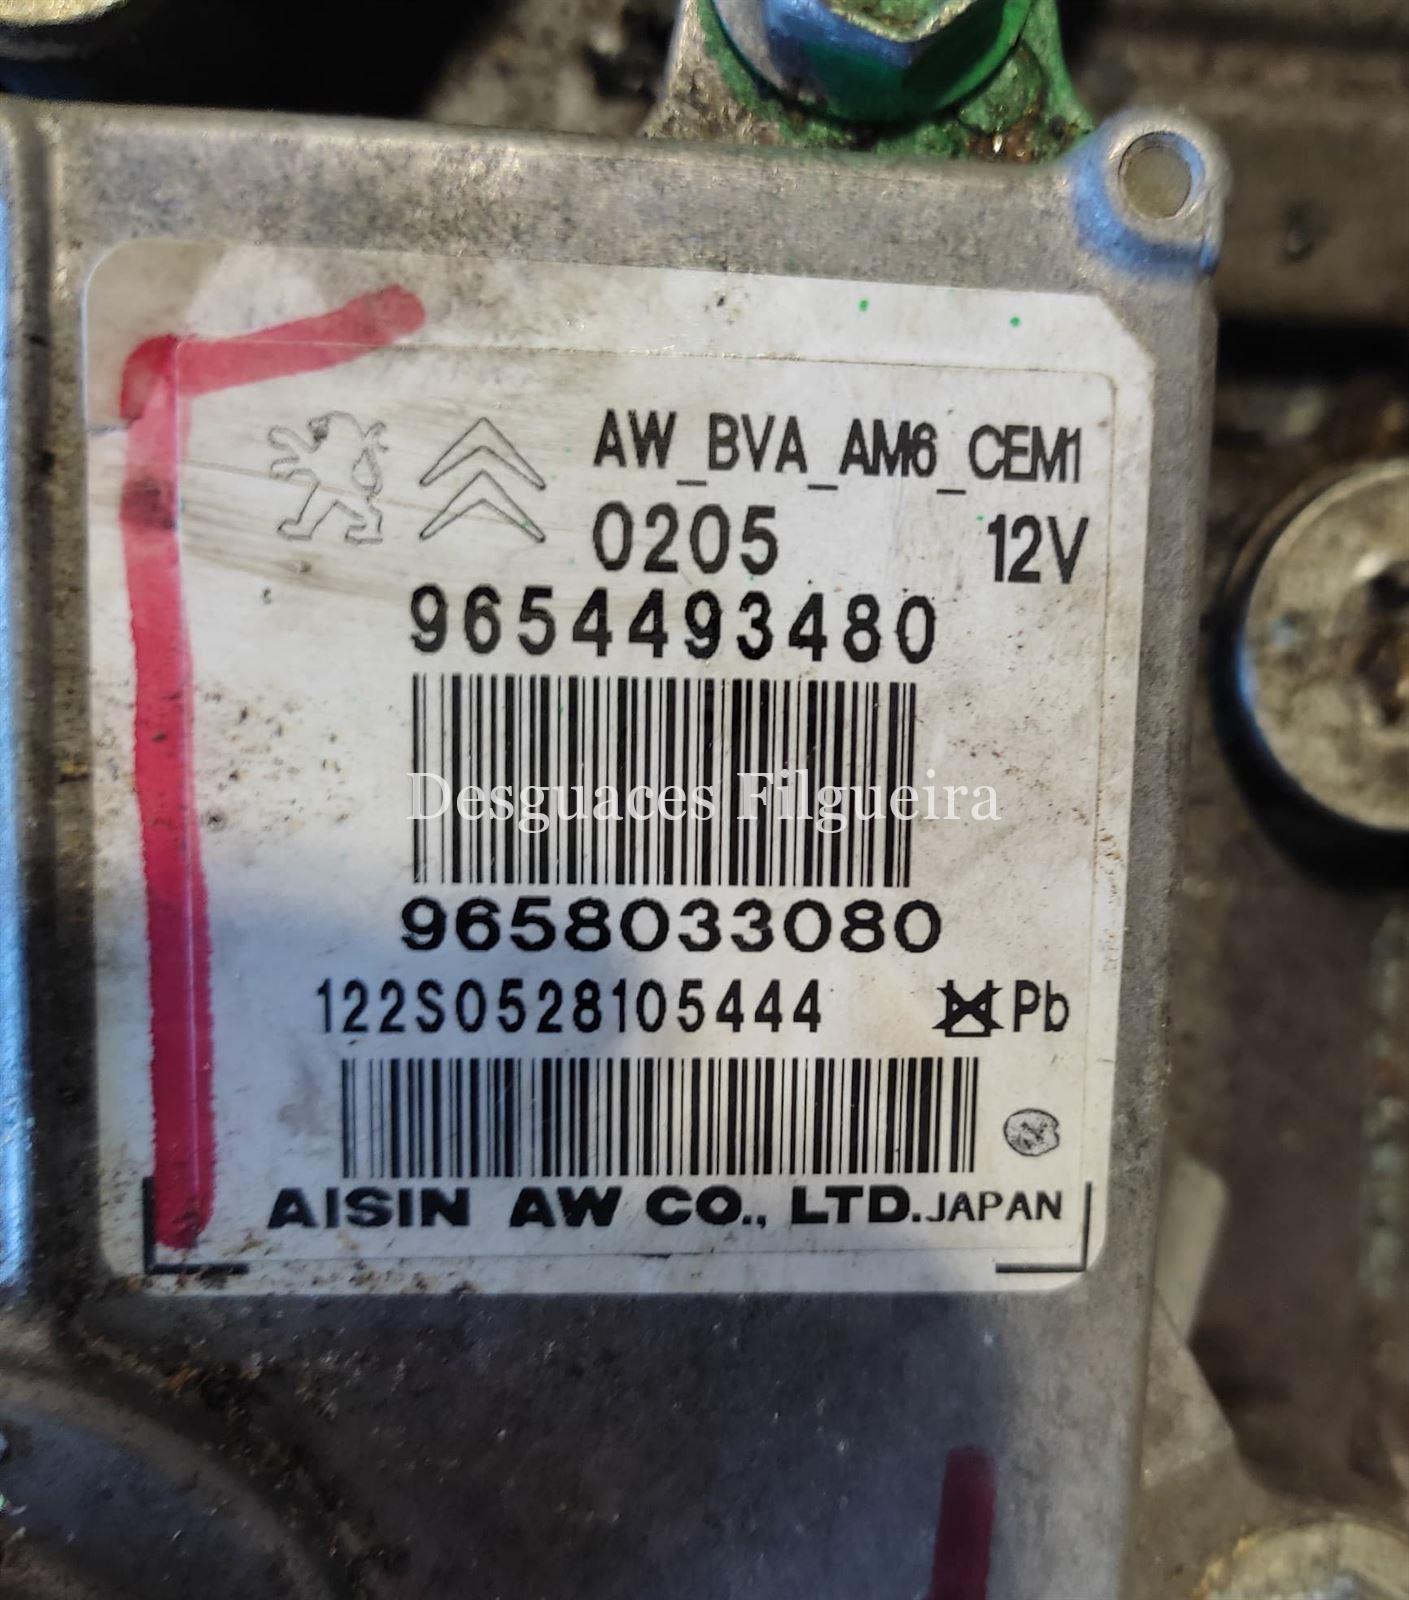 AW_BVA_AM6_CEM1
0205 12V
9654493480
Desguaces Filgueira
9658033080
122S0528105444 Pb
AISIN AW CO., LTD. JAPAN